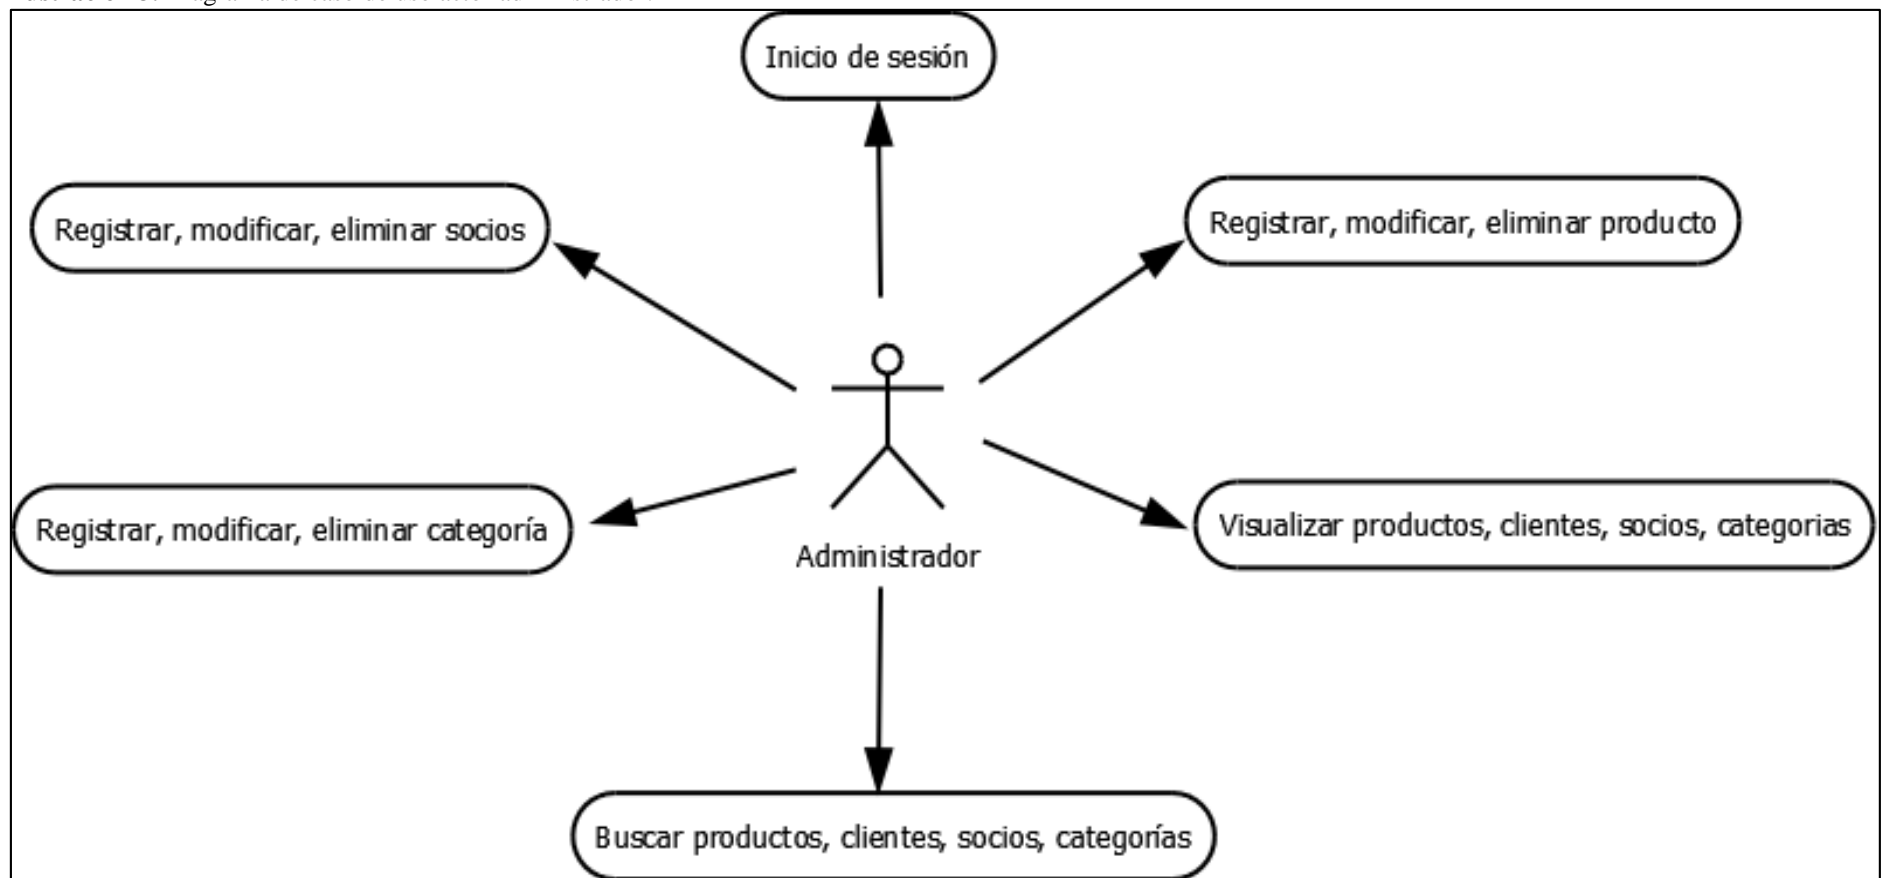 Inicio de sesión
Registrar, modificar, eliminar socios
Registrar, modificar, eliminar producto
Registrar, modificar, eliminar categoría
Visualizar productos, clientes, socios, categorias
Administrador
Buscar productos, clientes, socios, categorías